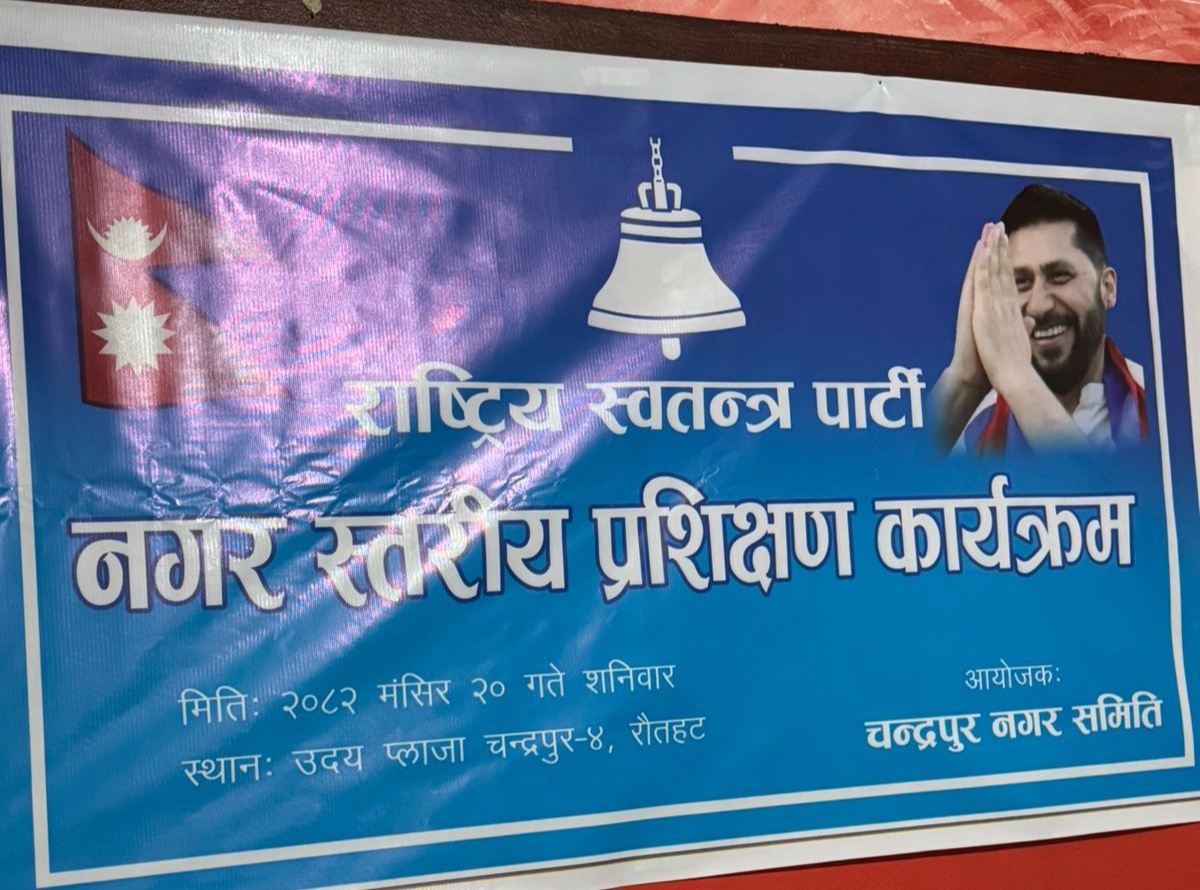 राष्ट्रिय स्वतन्त्र पार्टी
नगर स्तरीय प्रशिक्षण कार्यक्रम
मितिः २०८२ मंसिर २० गते शनिवार
स्थानः उदय प्लाजा चन्द्रपुर-४, रौतहट
आयोजकः
चन्द्रपुर नगर समिति